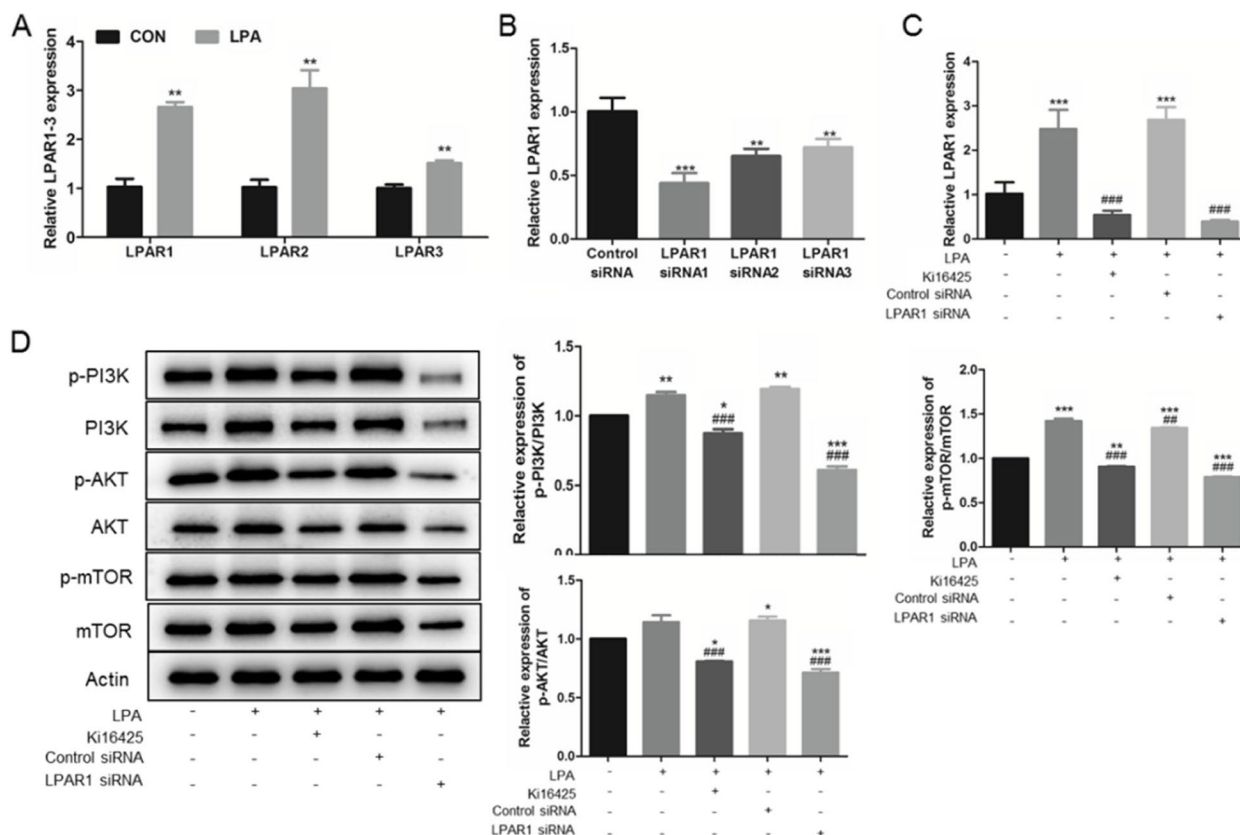 A
CON LPA
Relative LPAR1-3 expression
4
3
2
1
0
** ** **
LPAR1 LPAR2 LPAR3
B
Relactive LPAR1 expression
1.5
1.0
0.5
0.0
*** ** **
Control siRNA
LPAR1 siRNA1
LPAR1 siRNA2
LPAR1 siRNA3
C
Relactive LPAR1 expression
4
3
2
1
0
*** ### *** ###
LPA - + + + +
Ki16425 - - + - -
Control siRNA - - - + -
LPAR1 siRNA - - - - +
D
p-PI3K
PI3K
p-AKT
AKT
p-mTOR
mTOR
Actin
LPA - + + + +
Ki16425 - - + - -
Control siRNA - - - + -
LPAR1 siRNA - - - - +
Relactive expression of
p-PI3K/PI3K
1.5
1.0
0.5
0.0
** * ### ** *** ###
Relactive expression of
p-AKT/AKT
1.5
1.0
0.5
0.0
* ### * *** ###
LPA - + + + +
Ki16425 - - + - -
Control siRNA - - - + -
LPAR1 siRNA - - - - +
Relactive expression of
p-mTOR/mTOR
2.0
1.5
1.0
0.5
0.0
*** ** ### *** ## *** ###
LPA - + + + +
Ki16425 - - + - -
Control siRNA - - - + -
LPAR1 siRNA - - - - +